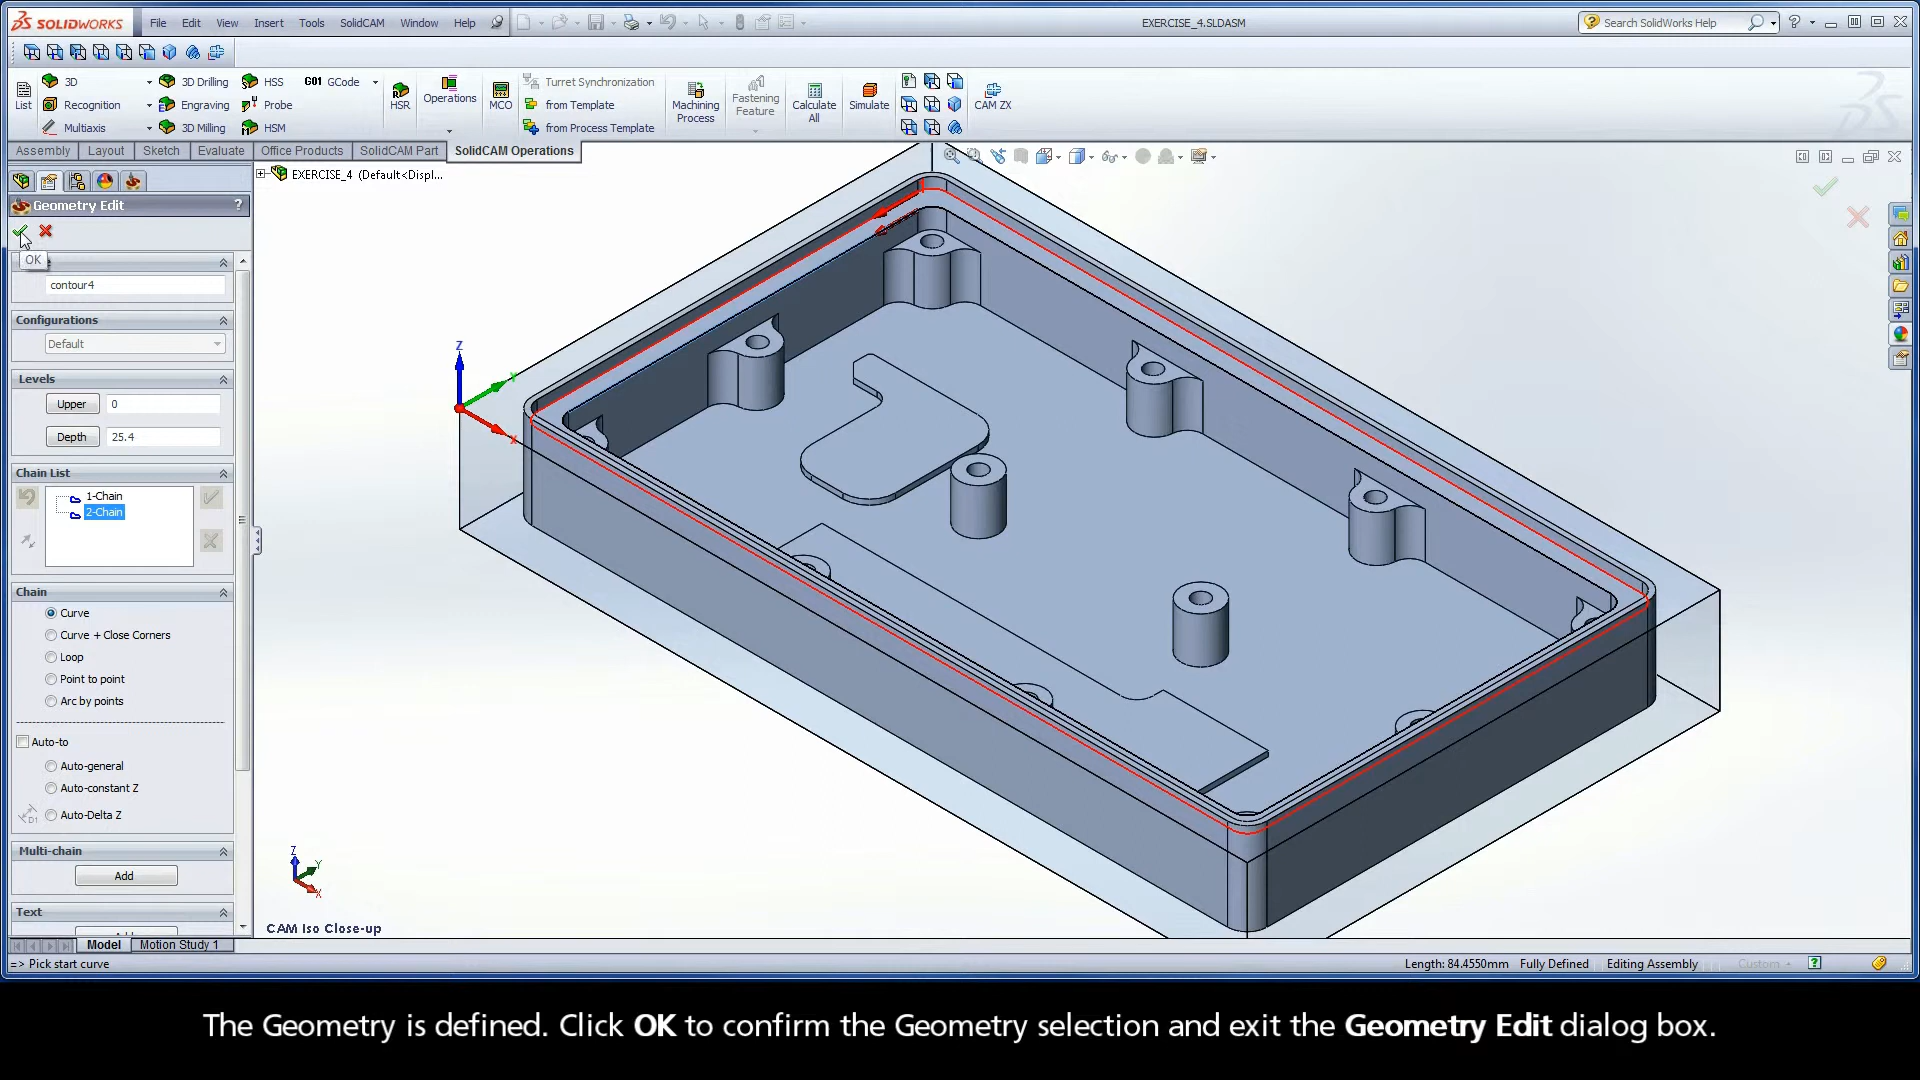 SOLIDWORKS File Edit View Insert Tools SolidCAM Window Help EXERCISE_4.SLDASM Search SolidWorks Help
3D 3D Drilling HSS G01 GCode Turret Synchronization
List Recognition Engraving Probe HSR Operations MCO from Template Machining Process Fastening Feature Calculate All Simulate CAM ZX
Multiaxis 3D Milling HSM from Process Template
Assembly Layout Sketch Evaluate Office Products SolidCAM Part SolidCAM Operations
EXERCISE_4 (Default<Displ...
Geometry Edit ?
OK
contour4
Configurations
Default
Levels
Upper 0
Depth 25.4
Chain List
1-Chain
2-Chain
Chain
Curve
Curve + Close Corners
Loop
Point to point
Arc by points
Auto-to
Auto-general
Auto-constant Z
D1 Auto-Delta Z
Multi-chain
Add
Text
Z
Y
X
Z
Y
X
CAM Iso Close-up
Model Motion Study 1
=> Pick start curve Length: 84.4550mm Fully Defined Editing Assembly Custom
The Geometry is defined. Click OK to confirm the Geometry selection and exit the Geometry Edit dialog box.